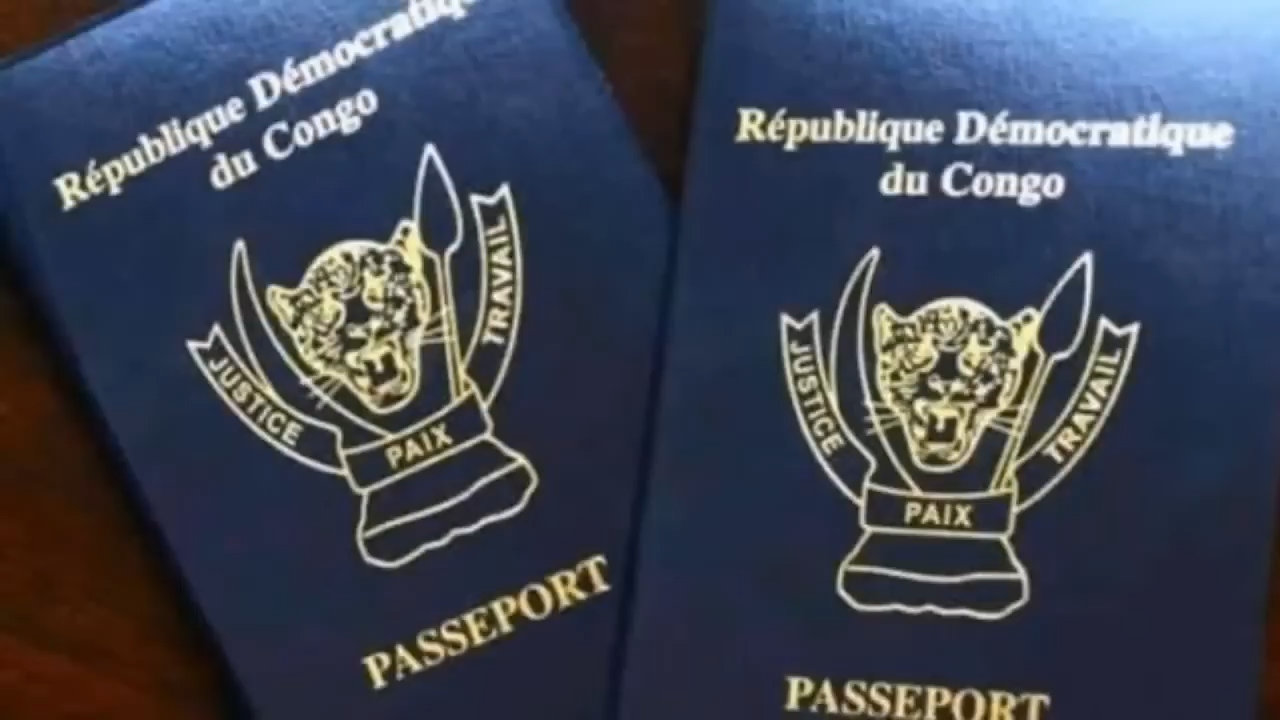 République Démocratique
du Congo
JUSTICE
PAIX
TRAVAIL
PASSEPORT
République Démocratique
du Congo
JUSTICE
PAIX
TRAVAIL
PASSEPORT